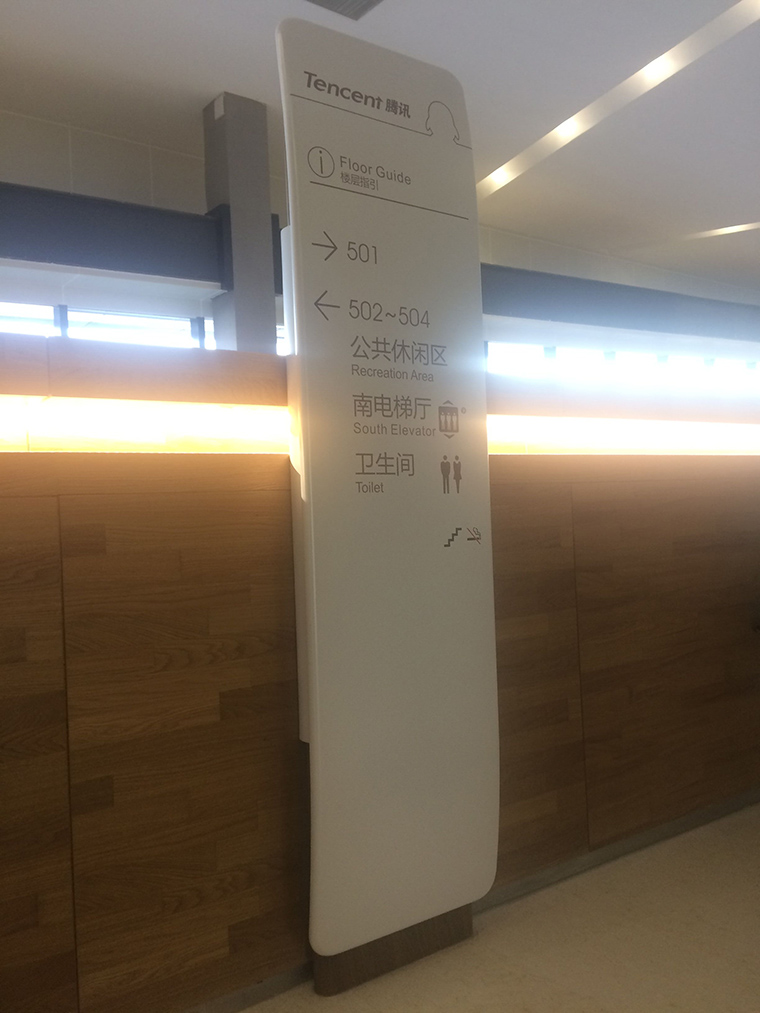 Tencent 腾讯
i Floor Guide
楼层指引
→ 501
← 502~504
公共休闲区
Recreation Area
南电梯厅
South Elevator
卫生间
Toilet